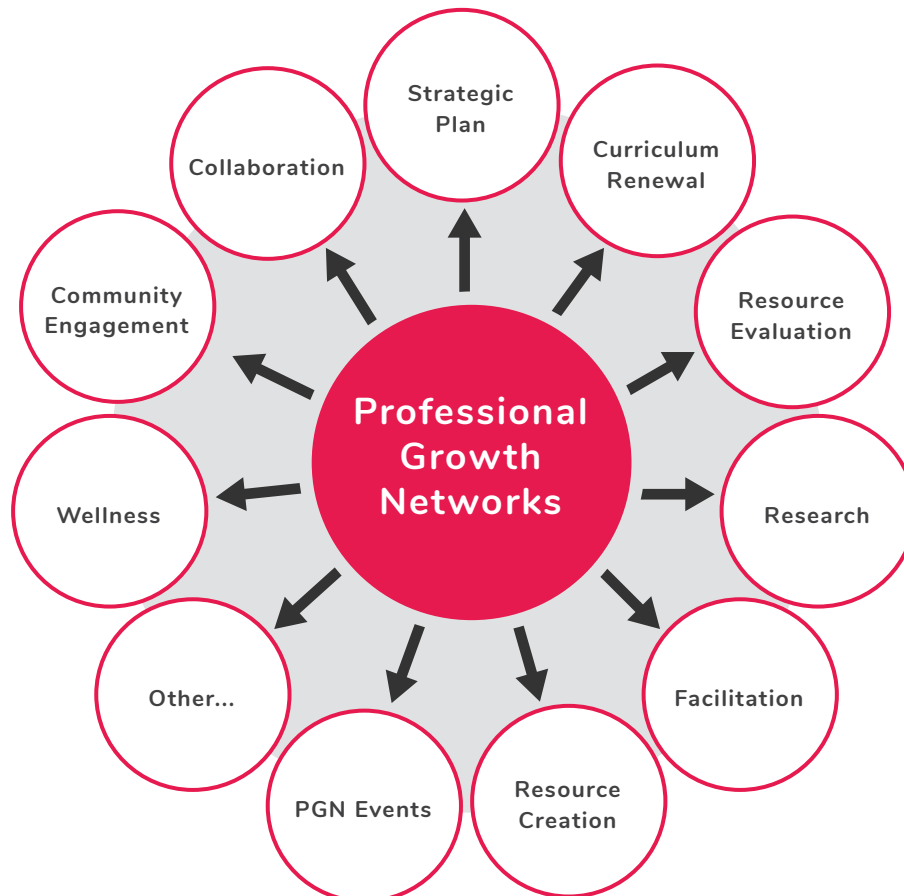 Strategic
Plan
Curriculum
Renewal
Resource
Evaluation
Research
Facilitation
Resource
Creation
PGN Events
Other...
Wellness
Community
Engagement
Collaboration
Professional
Growth
Networks